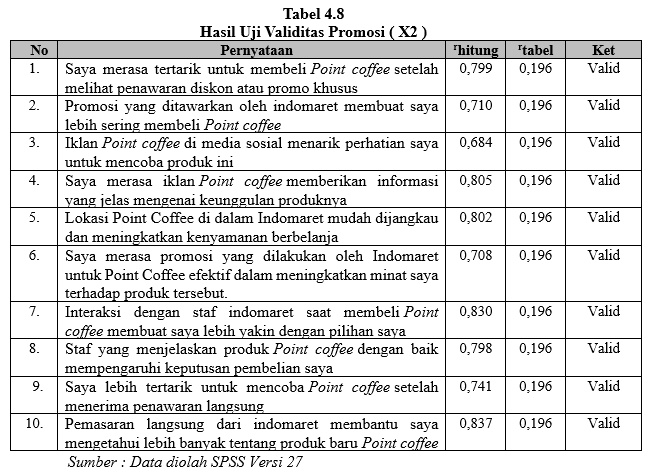 Tabel 4.8
Hasil Uji Validitas Promosi ( X2 )
No Pernyataan rhitung rtabel Ket
1. Saya merasa tertarik untuk membeli Point coffee setelah 0,799 0,196 Valid
melihat penawaran diskon atau promo khusus
2. Promosi yang ditawarkan oleh indomaret membuat saya 0,710 0,196 Valid
lebih sering membeli Point coffee
3. Iklan Point coffee di media sosial menarik perhatian saya 0,684 0,196 Valid
untuk mencoba produk ini
4. Saya merasa iklan Point coffee memberikan informasi 0,805 0,196 Valid
yang jelas mengenai keunggulan produknya
5. Lokasi Point Coffee di dalam Indomaret mudah dijangkau 0,802 0,196 Valid
dan meningkatkan kenyamanan berbelanja
6. Saya merasa promosi yang dilakukan oleh Indomaret 0,708 0,196 Valid
untuk Point Coffee efektif dalam meningkatkan minat saya
terhadap produk tersebut.
7. Interaksi dengan staf indomaret saat membeli Point 0,830 0,196 Valid
coffee membuat saya lebih yakin dengan pilihan saya
8. Staf yang menjelaskan produk Point coffee dengan baik 0,798 0,196 Valid
mempengaruhi keputusan pembelian saya
9. Saya lebih tertarik untuk mencoba Point coffee setelah 0,741 0,196 Valid
menerima penawaran langsung
10. Pemasaran langsung dari indomaret membantu saya 0,837 0,196 Valid
mengetahui lebih banyak tentang produk baru Point coffee
Sumber : Data diolah SPSS Versi 27